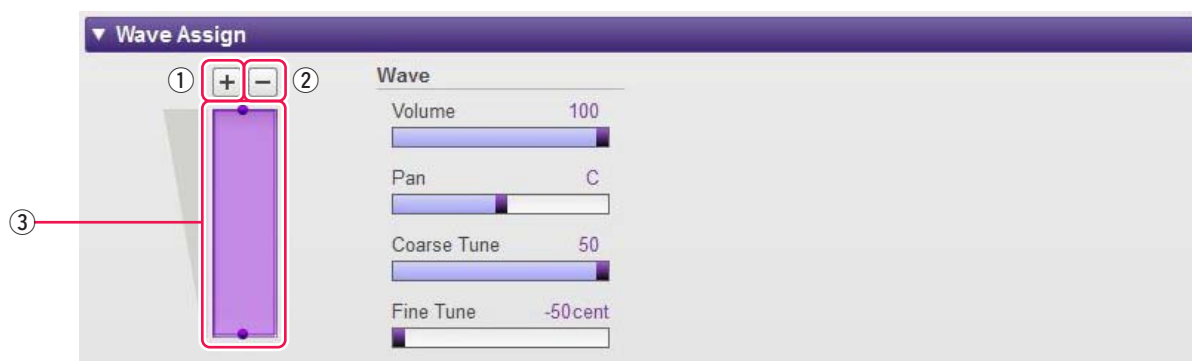 ▼ Wave Assign
① + − ②
Wave
Volume 100
Pan C
③
Coarse Tune 50
Fine Tune -50cent